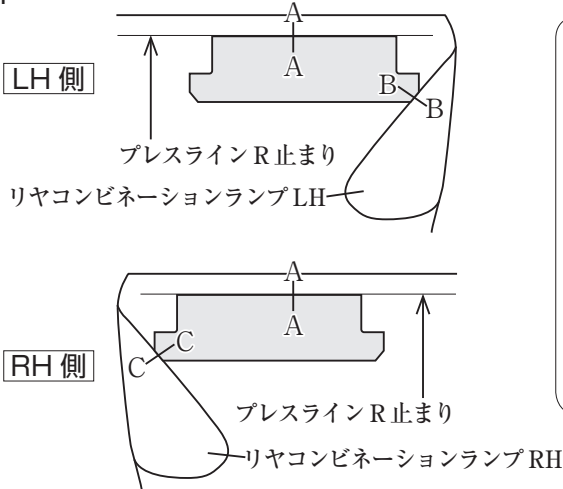 A
A
LH 側
B
B
プレスライン R 止まり
リヤコンビネーションランプ LH
A
A
C
C
RH 側
プレスライン R 止まり
リヤコンビネーションランプ RH